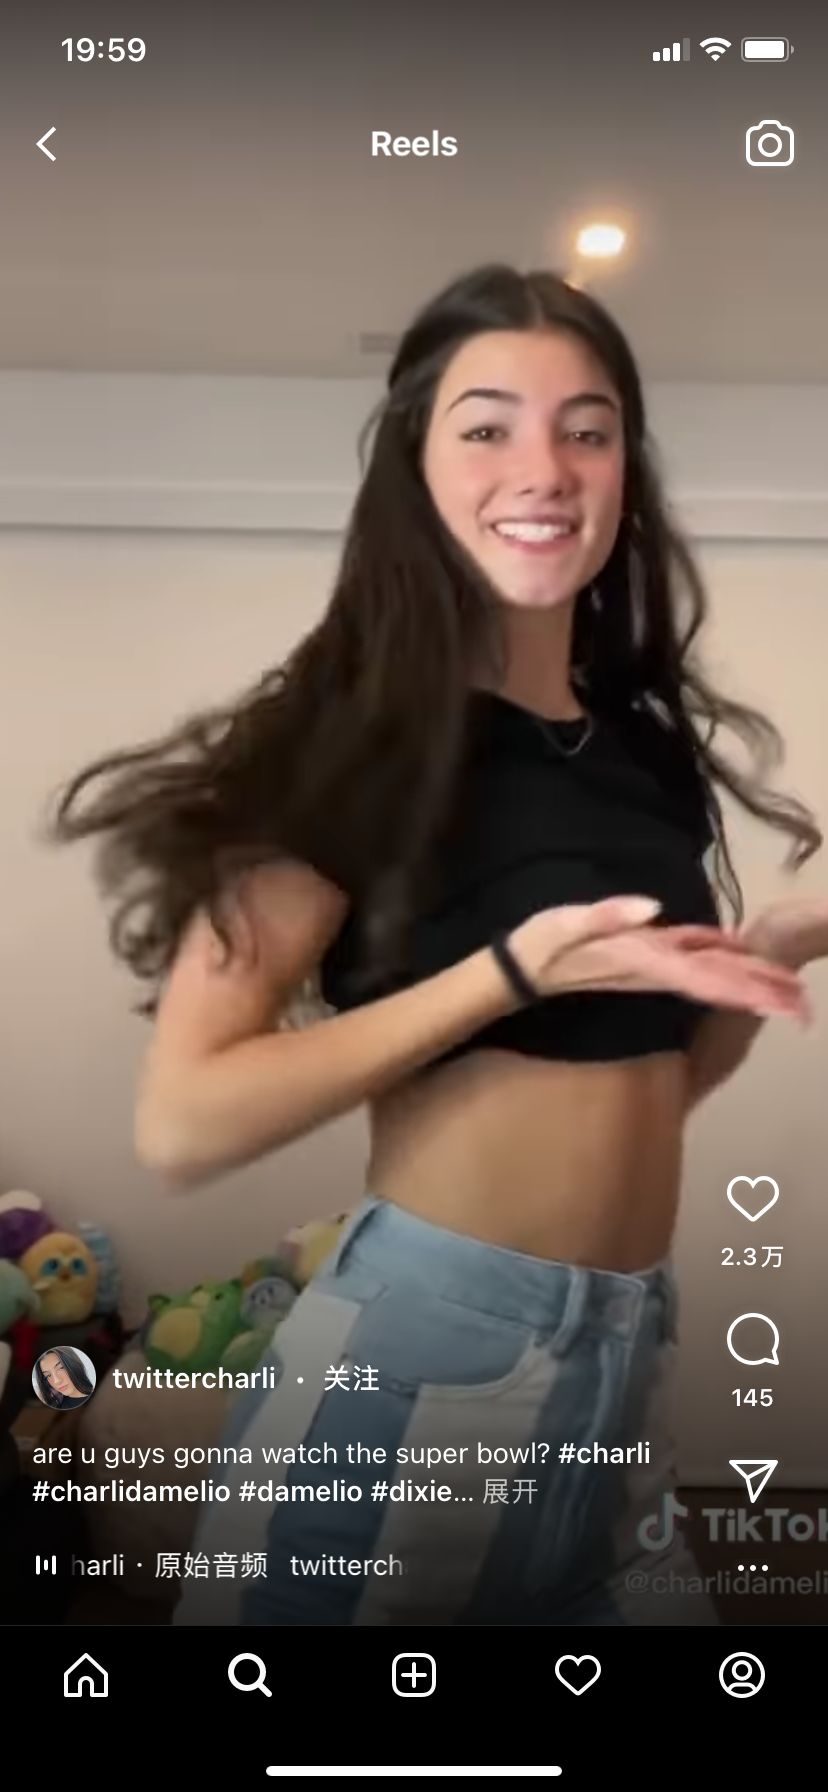 19:59
Reels
2.3万
145
twittercharli · 关注
are u guys gonna watch the super bowl? #charli
#charlidamelio #damelio #dixie... 展开
harli · 原始音频 twitterch
TikTok
@charlidameli